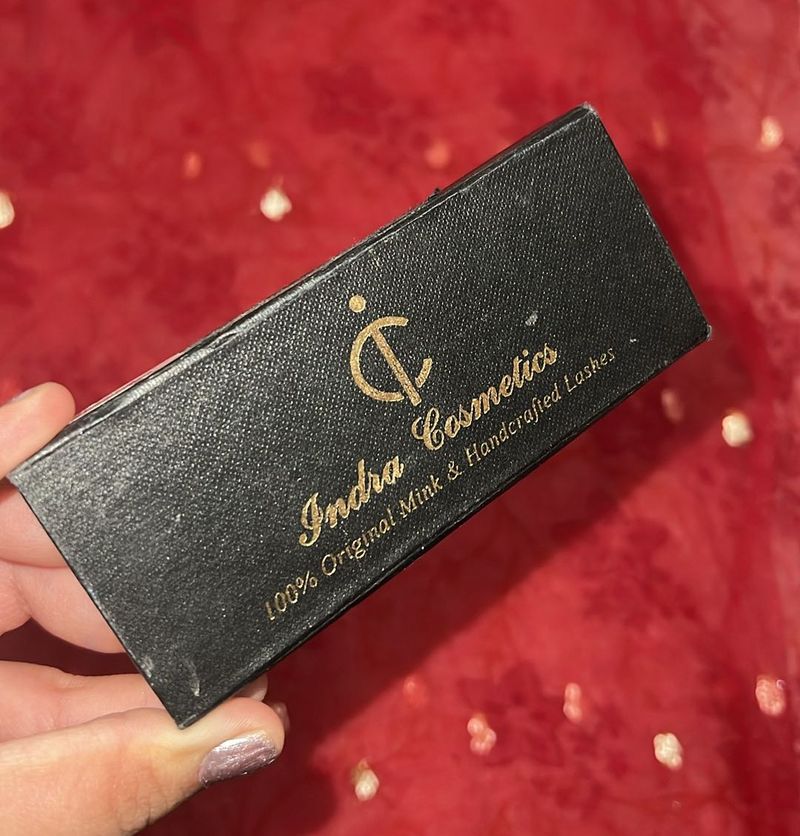 Indra Cosmetics
100% Original Mink & Handcrafted Lashes